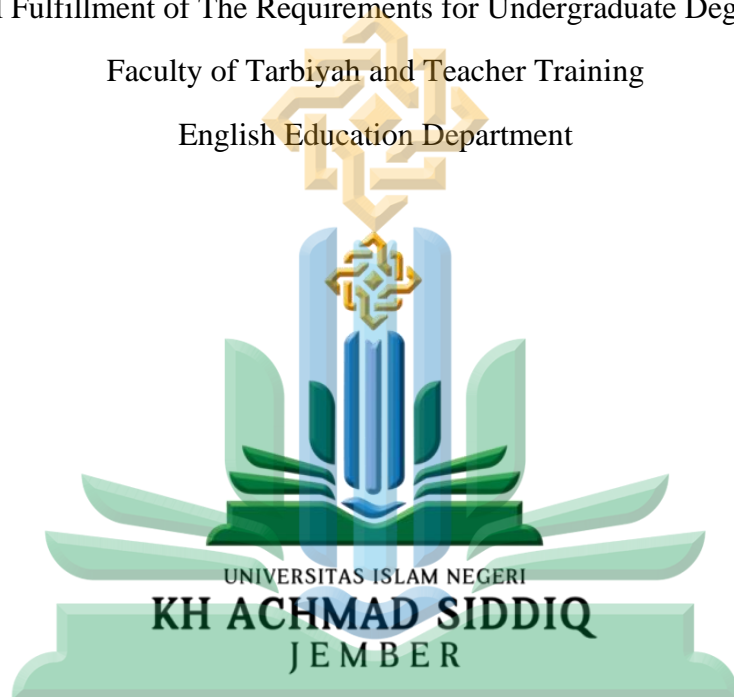 Fulfillment of The Requirements for Undergraduate
Faculty of Tarbiyah and Teacher Training
English Education Department
UNIVERSITAS ISLAM NEGERI
KH ACHMAD SIDDIQ
JEMBER